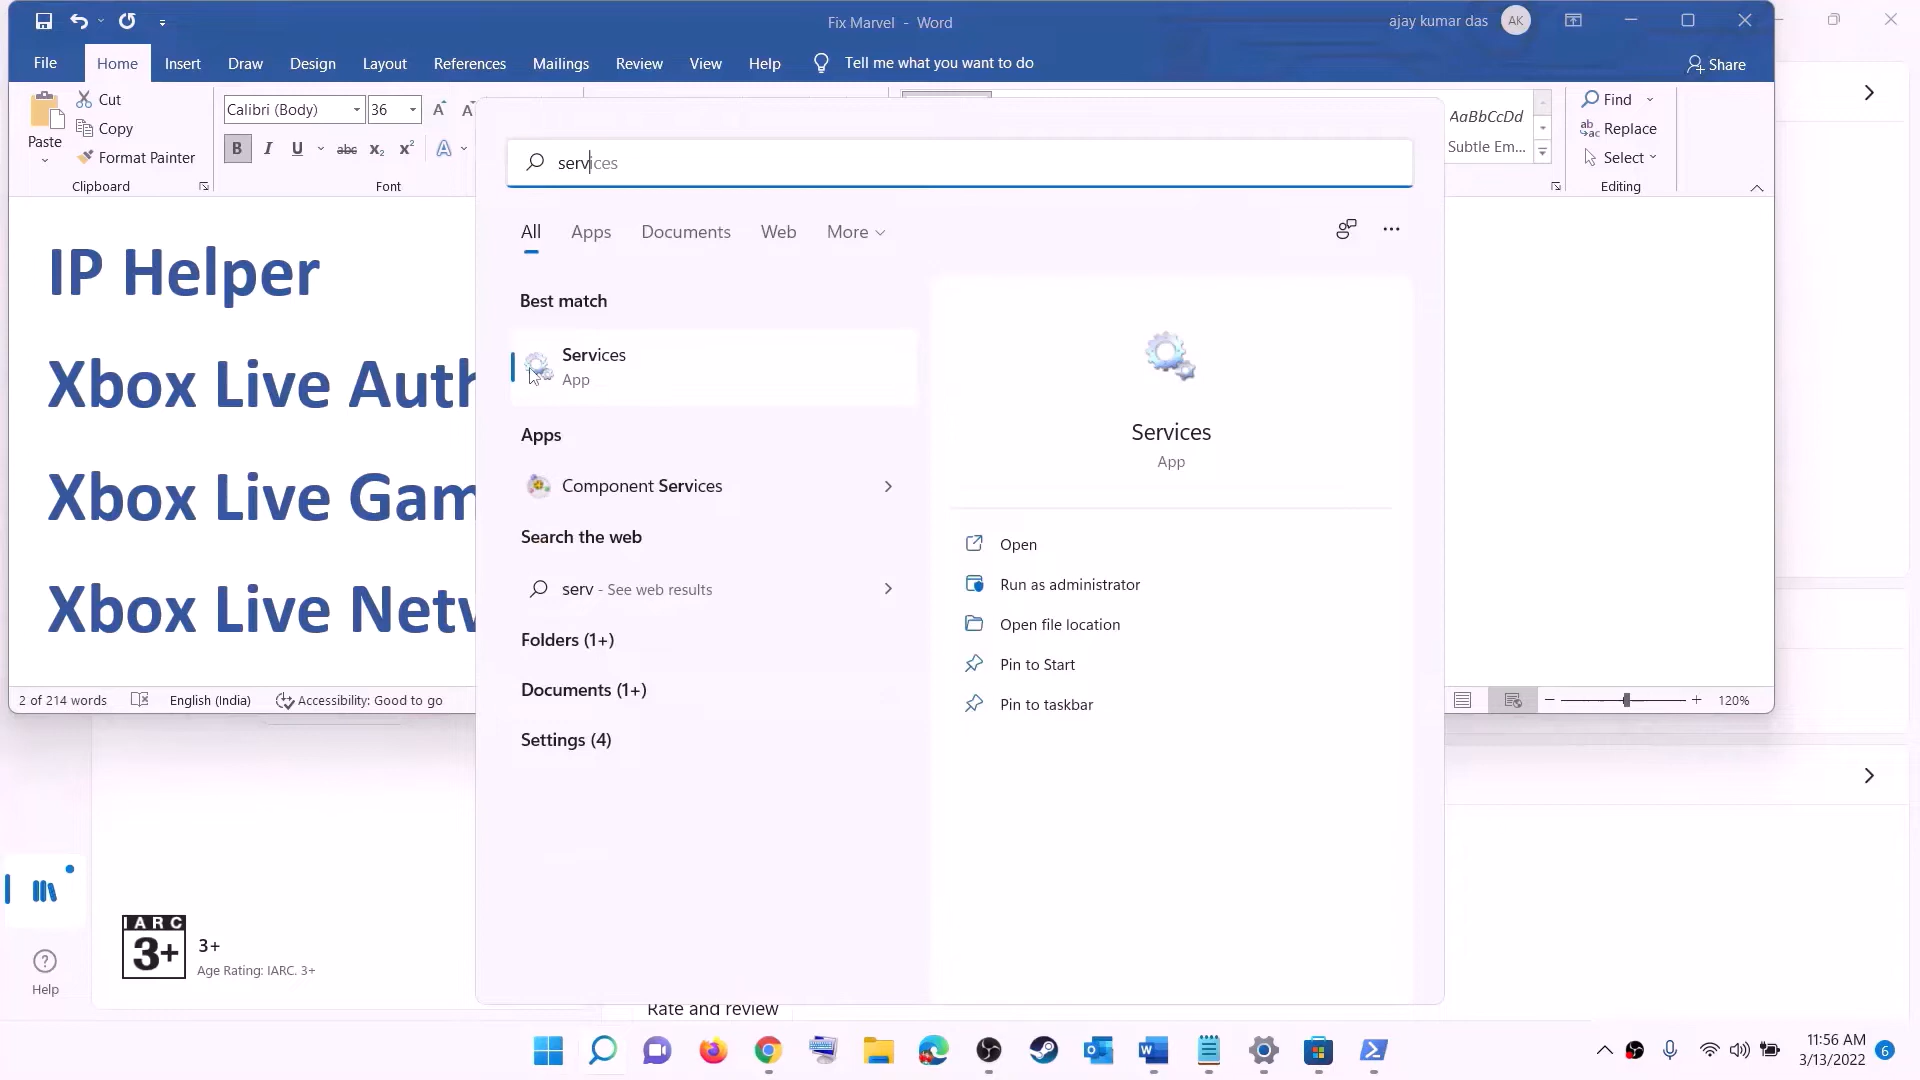 Fix Marvel - Word
ajay kumar das
AK
File
Home
Insert
Draw
Design
Layout
References
Mailings
Review
View
Help
Tell me what you want to do
Share
Paste
Cut
Copy
Format Painter
Clipboard
Calibri (Body)
36
B
I
U
abc
x2
x2
A
Font
AaBbCcDd
Subtle Em...
Find
Replace
Select
Editing
services
All
Apps
Documents
Web
More
Best match
Services
App
Apps
Component Services
Search the web
serv - See web results
Folders (1+)
Documents (1+)
Settings (4)
Services
App
Open
Run as administrator
Open file location
Pin to Start
Pin to taskbar
IP Helper
Xbox Live Auth
Xbox Live Gam
Xbox Live Netw
2 of 214 words
English (India)
Accessibility: Good to go
120%
IARC
3+
3+
Age Rating: IARC. 3+
Help
Rate and review
11:56 AM
3/13/2022
6